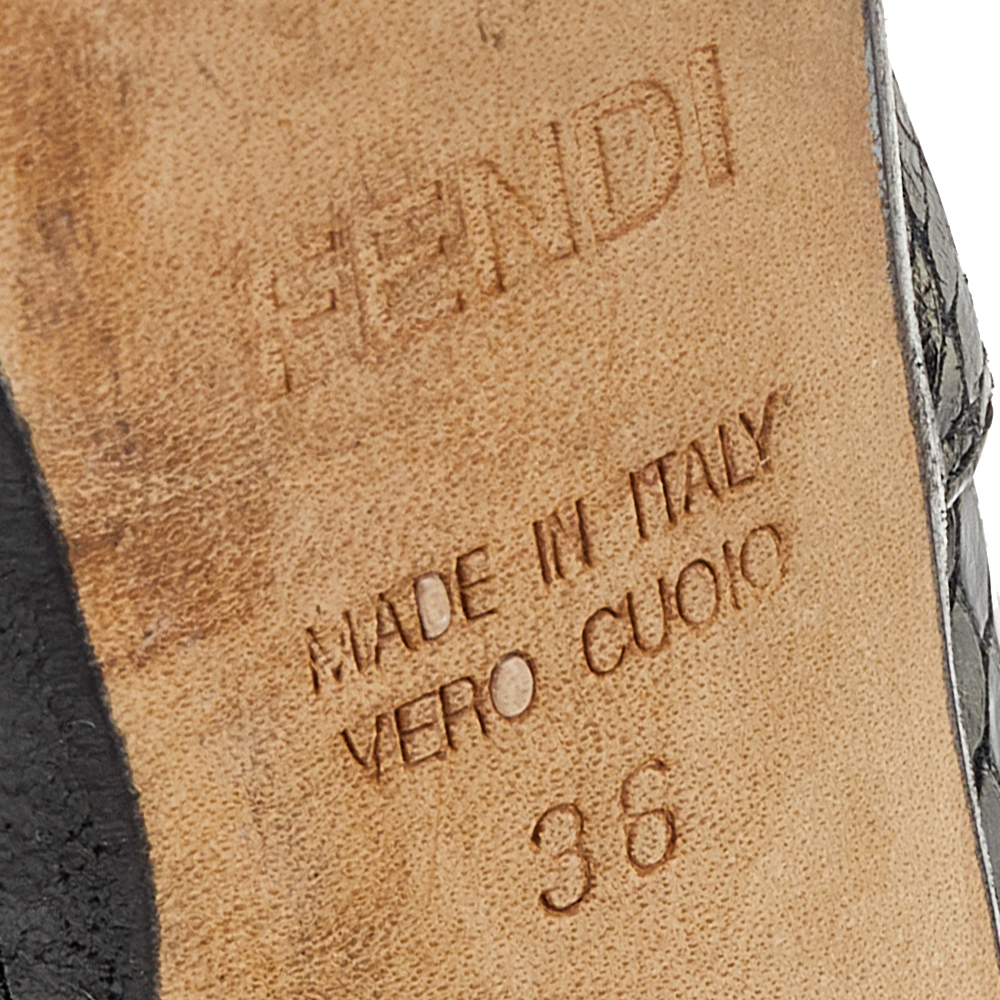 FENDI
MADE IN ITALY
VERO CUOIO
36